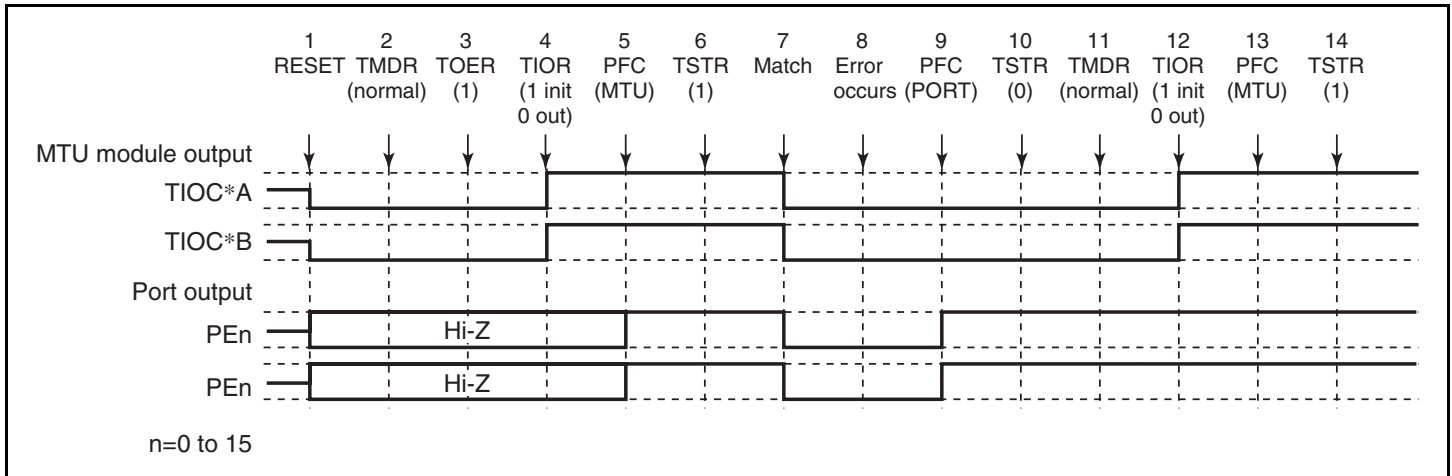 1 2 3 4 5 6 7 8 9 10 11 12 13 14
RESET TMDR TOER TIOR PFC TSTR Match Error PFC TSTR TMDR TIOR PFC TSTR
(normal) (1) (1 init (MTU) (1) occurs (PORT) (0) (normal) (1 init (MTU) (1)
0 out) 0 out)
MTU module output
TIOC*A
TIOC*B
Port output
PEn Hi-Z
PEn Hi-Z
n=0 to 15